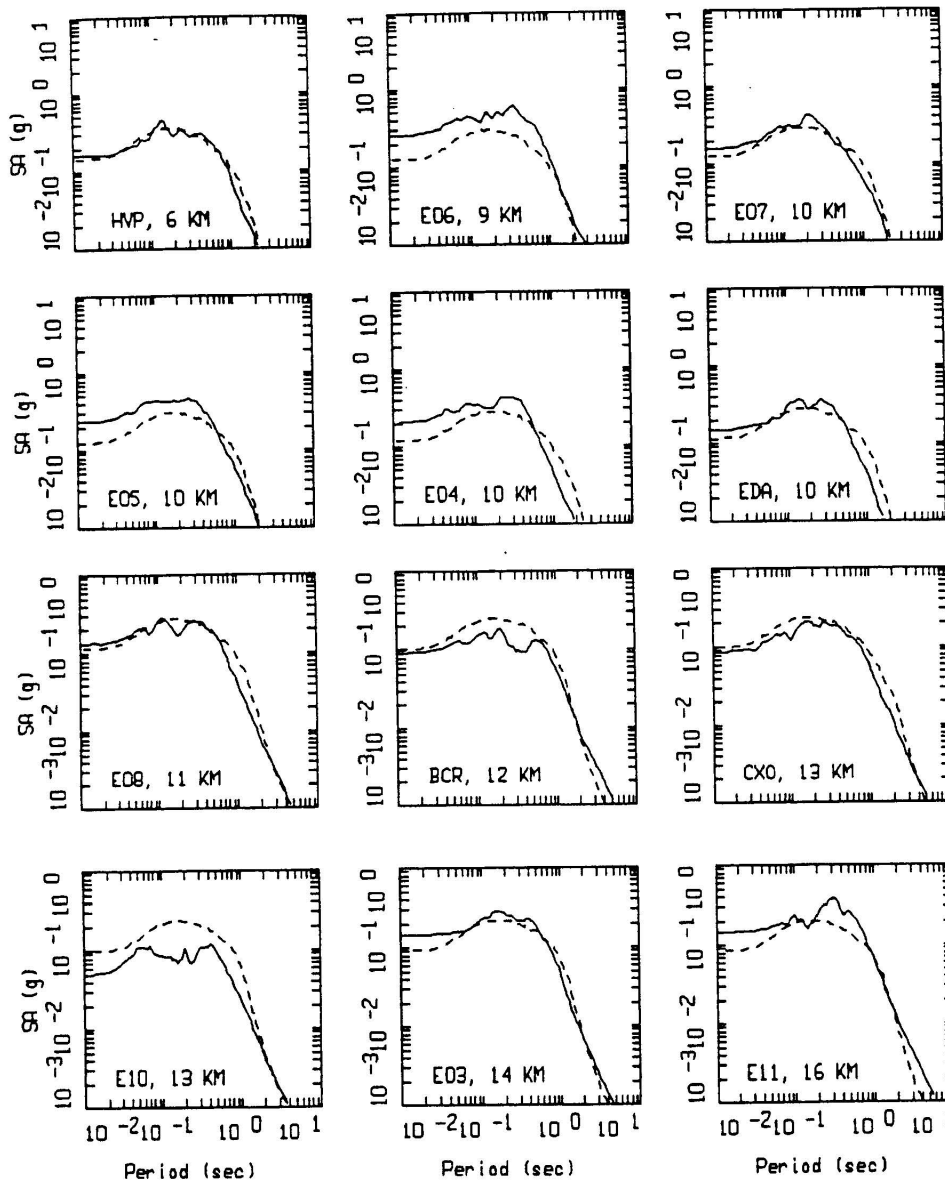 SA (g)
10 -2 10 -1 10 0 10 1
HVP, 6 KM
10 -2 10 -1 10 0 10 1
E06, 9 KM
10 -2 10 -1 10 0 10 1
E07, 10 KM
SA (g)
10 -2 10 -1 10 0 10 1
E05, 10 KM
10 -2 10 -1 10 0 10 1
E04, 10 KM
10 -2 10 -1 10 0 10 1
EDA, 10 KM
SA (g)
10 -3 10 -2 10 -1 10 0
E08, 11 KM
10 -3 10 -2 10 -1 10 0
BCR, 12 KM
10 -3 10 -2 10 -1 10 0
CXO, 13 KM
SA (g)
10 -3 10 -2 10 -1 10 0
E10, 13 KM
10 -3 10 -2 10 -1 10 0
E03, 14 KM
10 -3 10 -2 10 -1 10 0
E11, 16 KM
10 -2 10 -1 10 0 10 1
10 -2 10 -1 10 0 10 1
10 -2 10 -1 10 0 10 1
Period (sec)
Period (sec)
Period (sec)